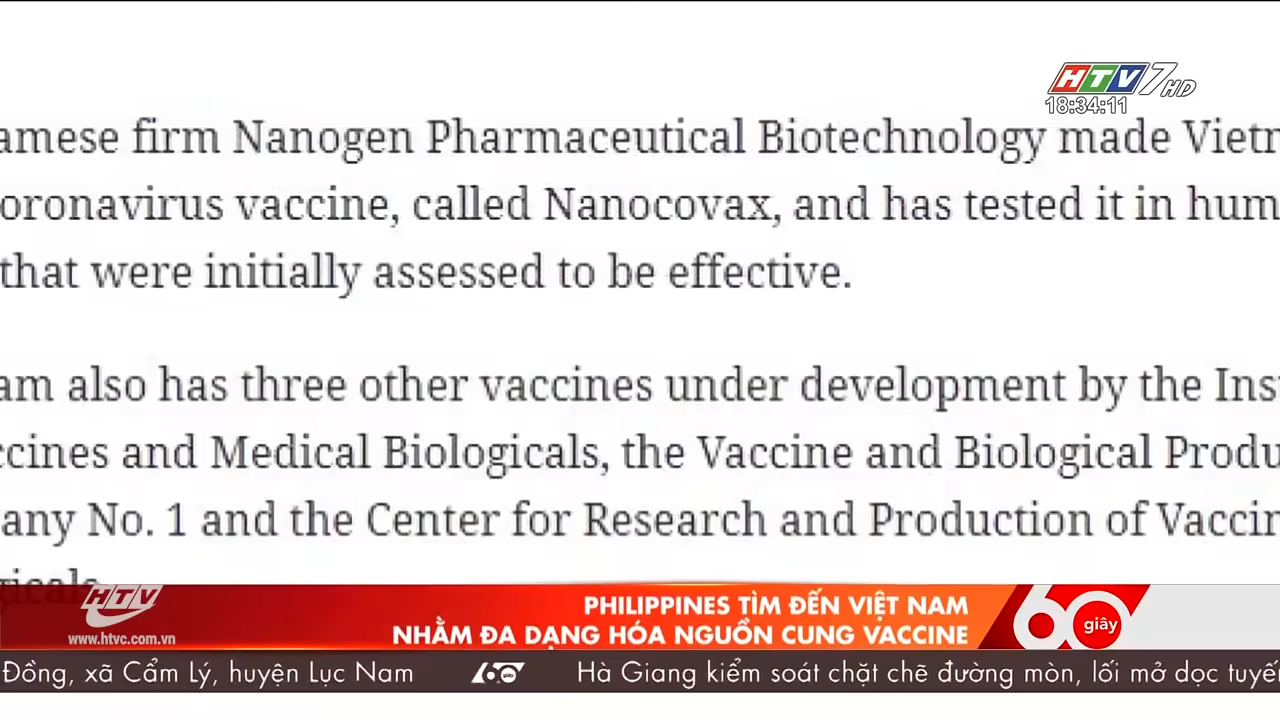 HTV7 HD
18:34:11
amese firm Nanogen Pharmaceutical Biotechnology made Vietn
oronavirus vaccine, called Nanocovax, and has tested it in hum
that were initially assessed to be effective.
am also has three other vaccines under development by the Ins
ccines and Medical Biologicals, the Vaccine and Biological Produ
any No. 1 and the Center for Research and Production of Vaccin
gicals
HTV
www.htvc.com.vn
PHILIPPINES TÌM ĐẾN VIỆT NAM
NHẰM ĐA DẠNG HÓA NGUỒN CUNG VACCINE
60 giây
Đồng, xã Cẩm Lý, huyện Lục Nam 60 giây Hà Giang kiểm soát chặt chẽ đường mòn, lối mở dọc tuyế